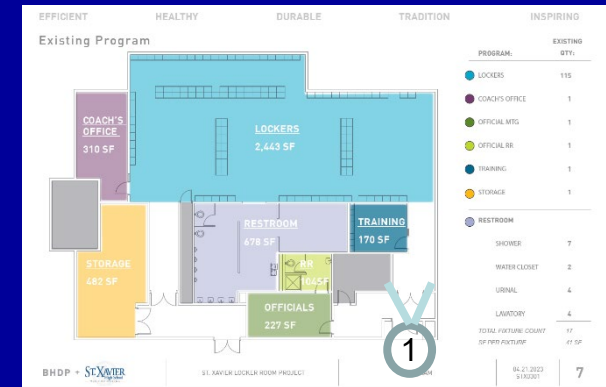 EFFICIENT HEALTHY DURABLE TRADITION INSPIRING
Existing Program
EXISTING
PROGRAM: QTY:
LOCKERS 115
COACH'S OFFICE 1
OFFICIAL MTG 1
OFFICIAL RR 1
TRAINING 1
STORAGE 1
RESTROOM
SHOWER 7
WATER CLOSET 2
URINAL 4
LAVATORY 4
TOTAL FIXTURE COUNT 17
SF PER FIXTURE 41 SF
COACH'S
OFFICE
310 SF
LOCKERS
2,443 SF
RESTROOM
678 SF
TRAINING
170 SF
STORAGE
482 SF
RR
104SF
OFFICIALS
227 SF
1
BHDP + ST. XAVIER
High School
ST. XAVIER LOCKER ROOM PROJECT
04.21.2023
7